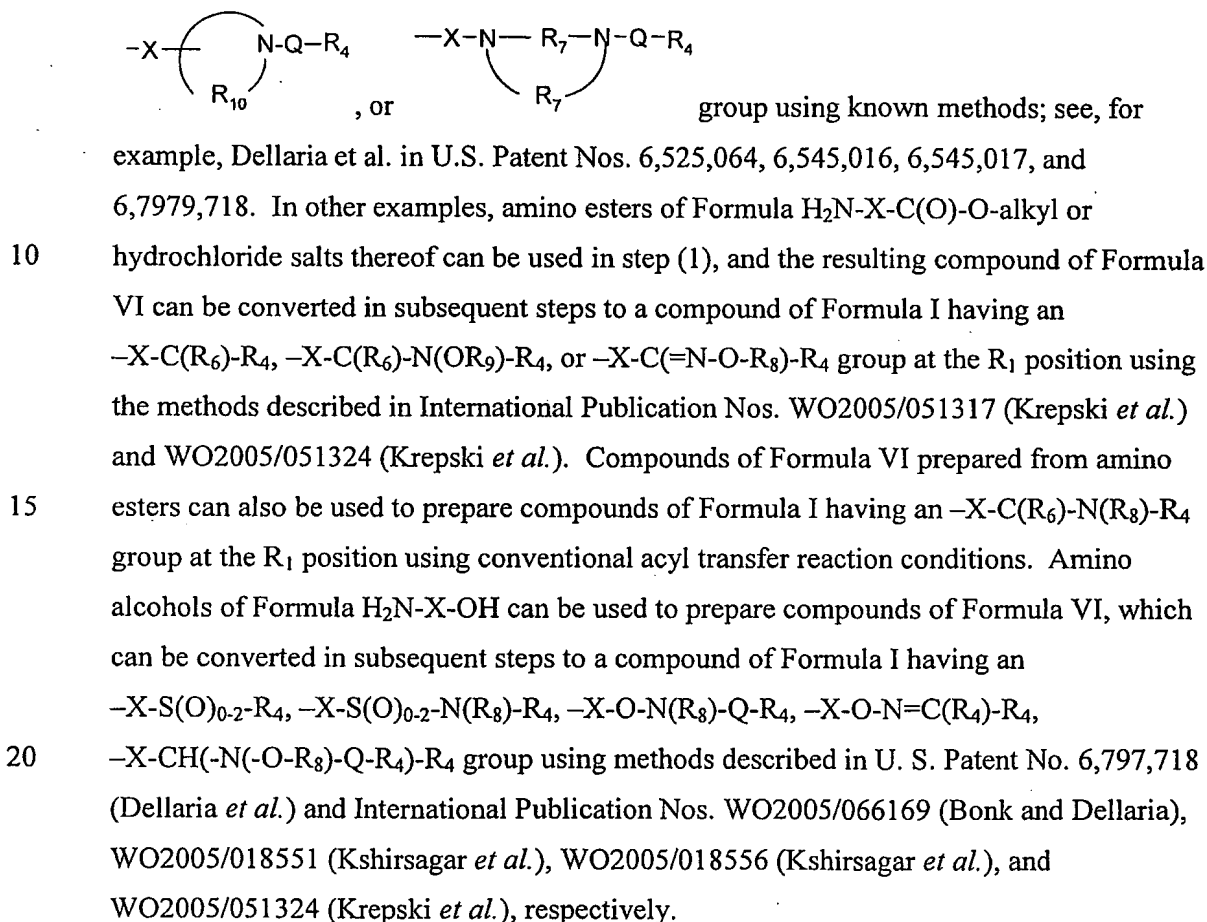 -X- N-Q-R4 —X-N— R7—N-Q-R4
R10 , or R7 group using known methods; see, for
example, Dellaria et al. in U.S. Patent Nos. 6,525,064, 6,545,016, 6,545,017, and
6,7979,718. In other examples, amino esters of Formula H2N-X-C(O)-O-alkyl or
10 hydrochloride salts thereof can be used in step (1), and the resulting compound of Formula
VI can be converted in subsequent steps to a compound of Formula I having an
–X-C(R6)-R4, –X-C(R6)-N(OR9)-R4, or –X-C(=N-O-R8)-R4 group at the R1 position using
the methods described in International Publication Nos. WO2005/051317 (Krepski et al.)
and WO2005/051324 (Krepski et al.). Compounds of Formula VI prepared from amino
15 esters can also be used to prepare compounds of Formula I having an –X-C(R6)-N(R8)-R4
group at the R1 position using conventional acyl transfer reaction conditions. Amino
alcohols of Formula H2N-X-OH can be used to prepare compounds of Formula VI, which
can be converted in subsequent steps to a compound of Formula I having an
–X-S(O)0-2-R4, –X-S(O)0-2-N(R8)-R4, –X-O-N(R8)-Q-R4, –X-O-N=C(R4)-R4,
20 –X-CH(-N(-O-R8)-Q-R4)-R4 group using methods described in U. S. Patent No. 6,797,718
(Dellaria et al.) and International Publication Nos. WO2005/066169 (Bonk and Dellaria),
WO2005/018551 (Kshirsagar et al.), WO2005/018556 (Kshirsagar et al.), and
WO2005/051324 (Krepski et al.), respectively.